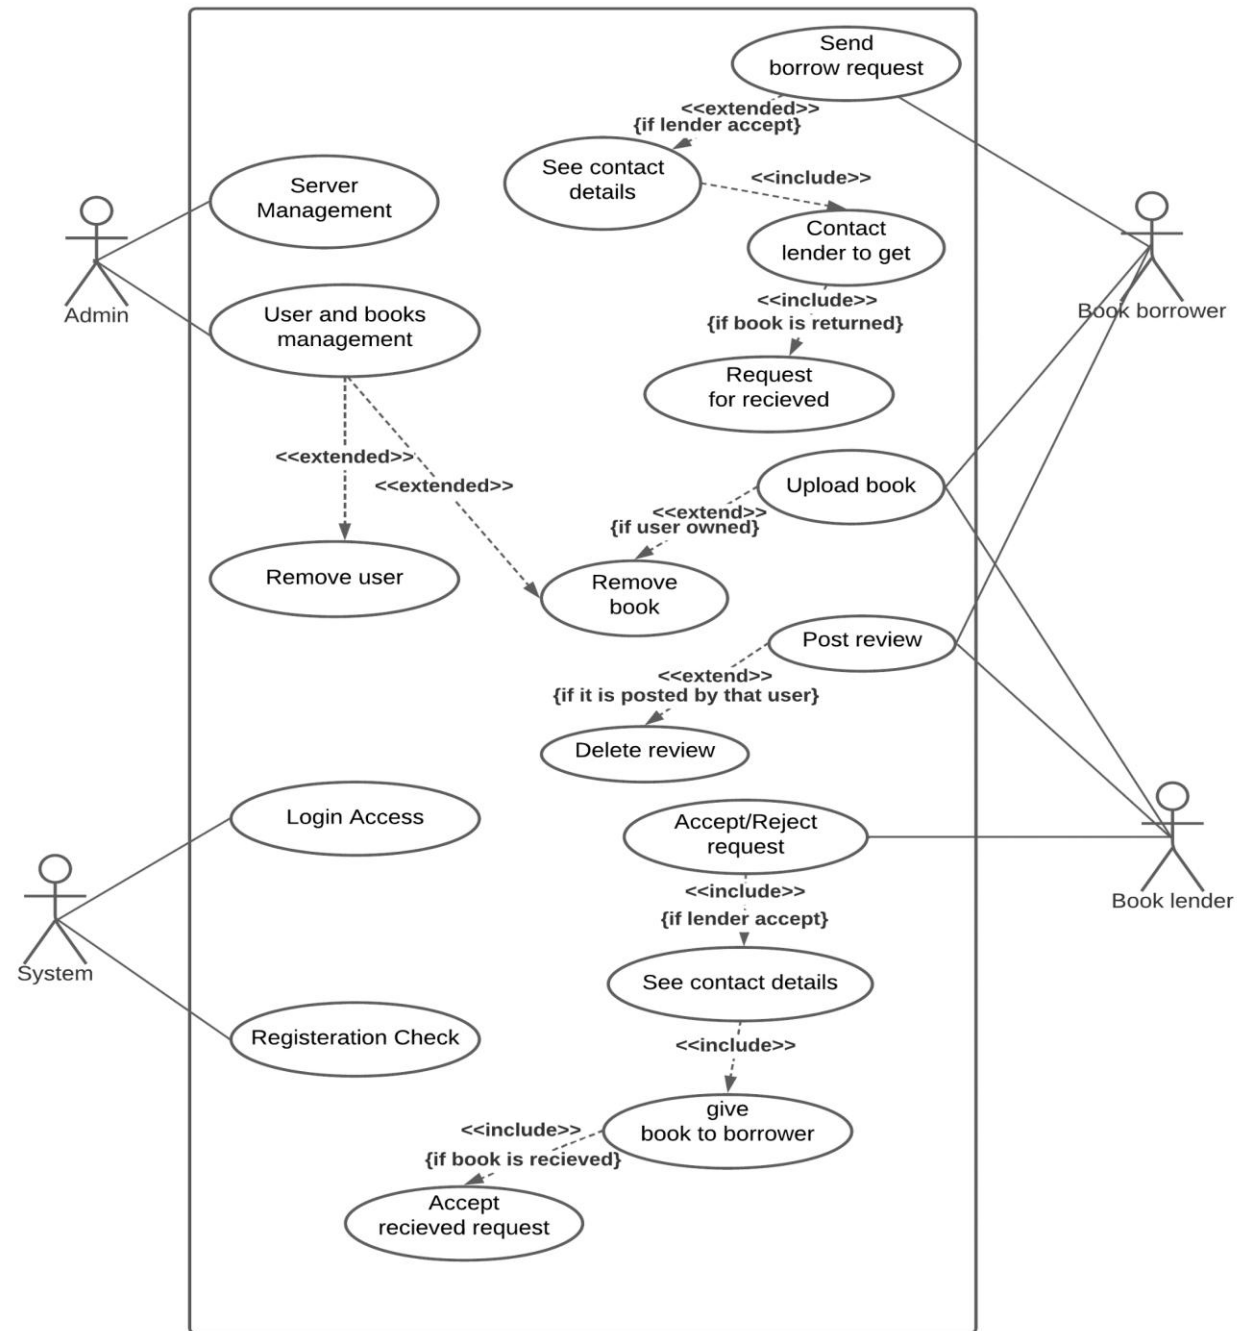 Send
borrow request
<<extended>>
{if lender accept}
See contact
details
<<include>>
Contact
lender to get
<<include>>
{if book is returned}
Request
for recieved
Server
Management
Admin
User and books
management
<<extended>>
<<extended>>
Remove user
Book borrower
Upload book
<<extend>>
{if user owned}
Remove
book
Post review
<<extend>>
{if it is posted by that user}
Delete review
Login Access
System
Registeration Check
Accept/Reject
request
Book lender
<<include>>
{if lender accept}
See contact details
<<include>>
give
book to borrower
<<include>>
{if book is recieved}
Accept
recieved request